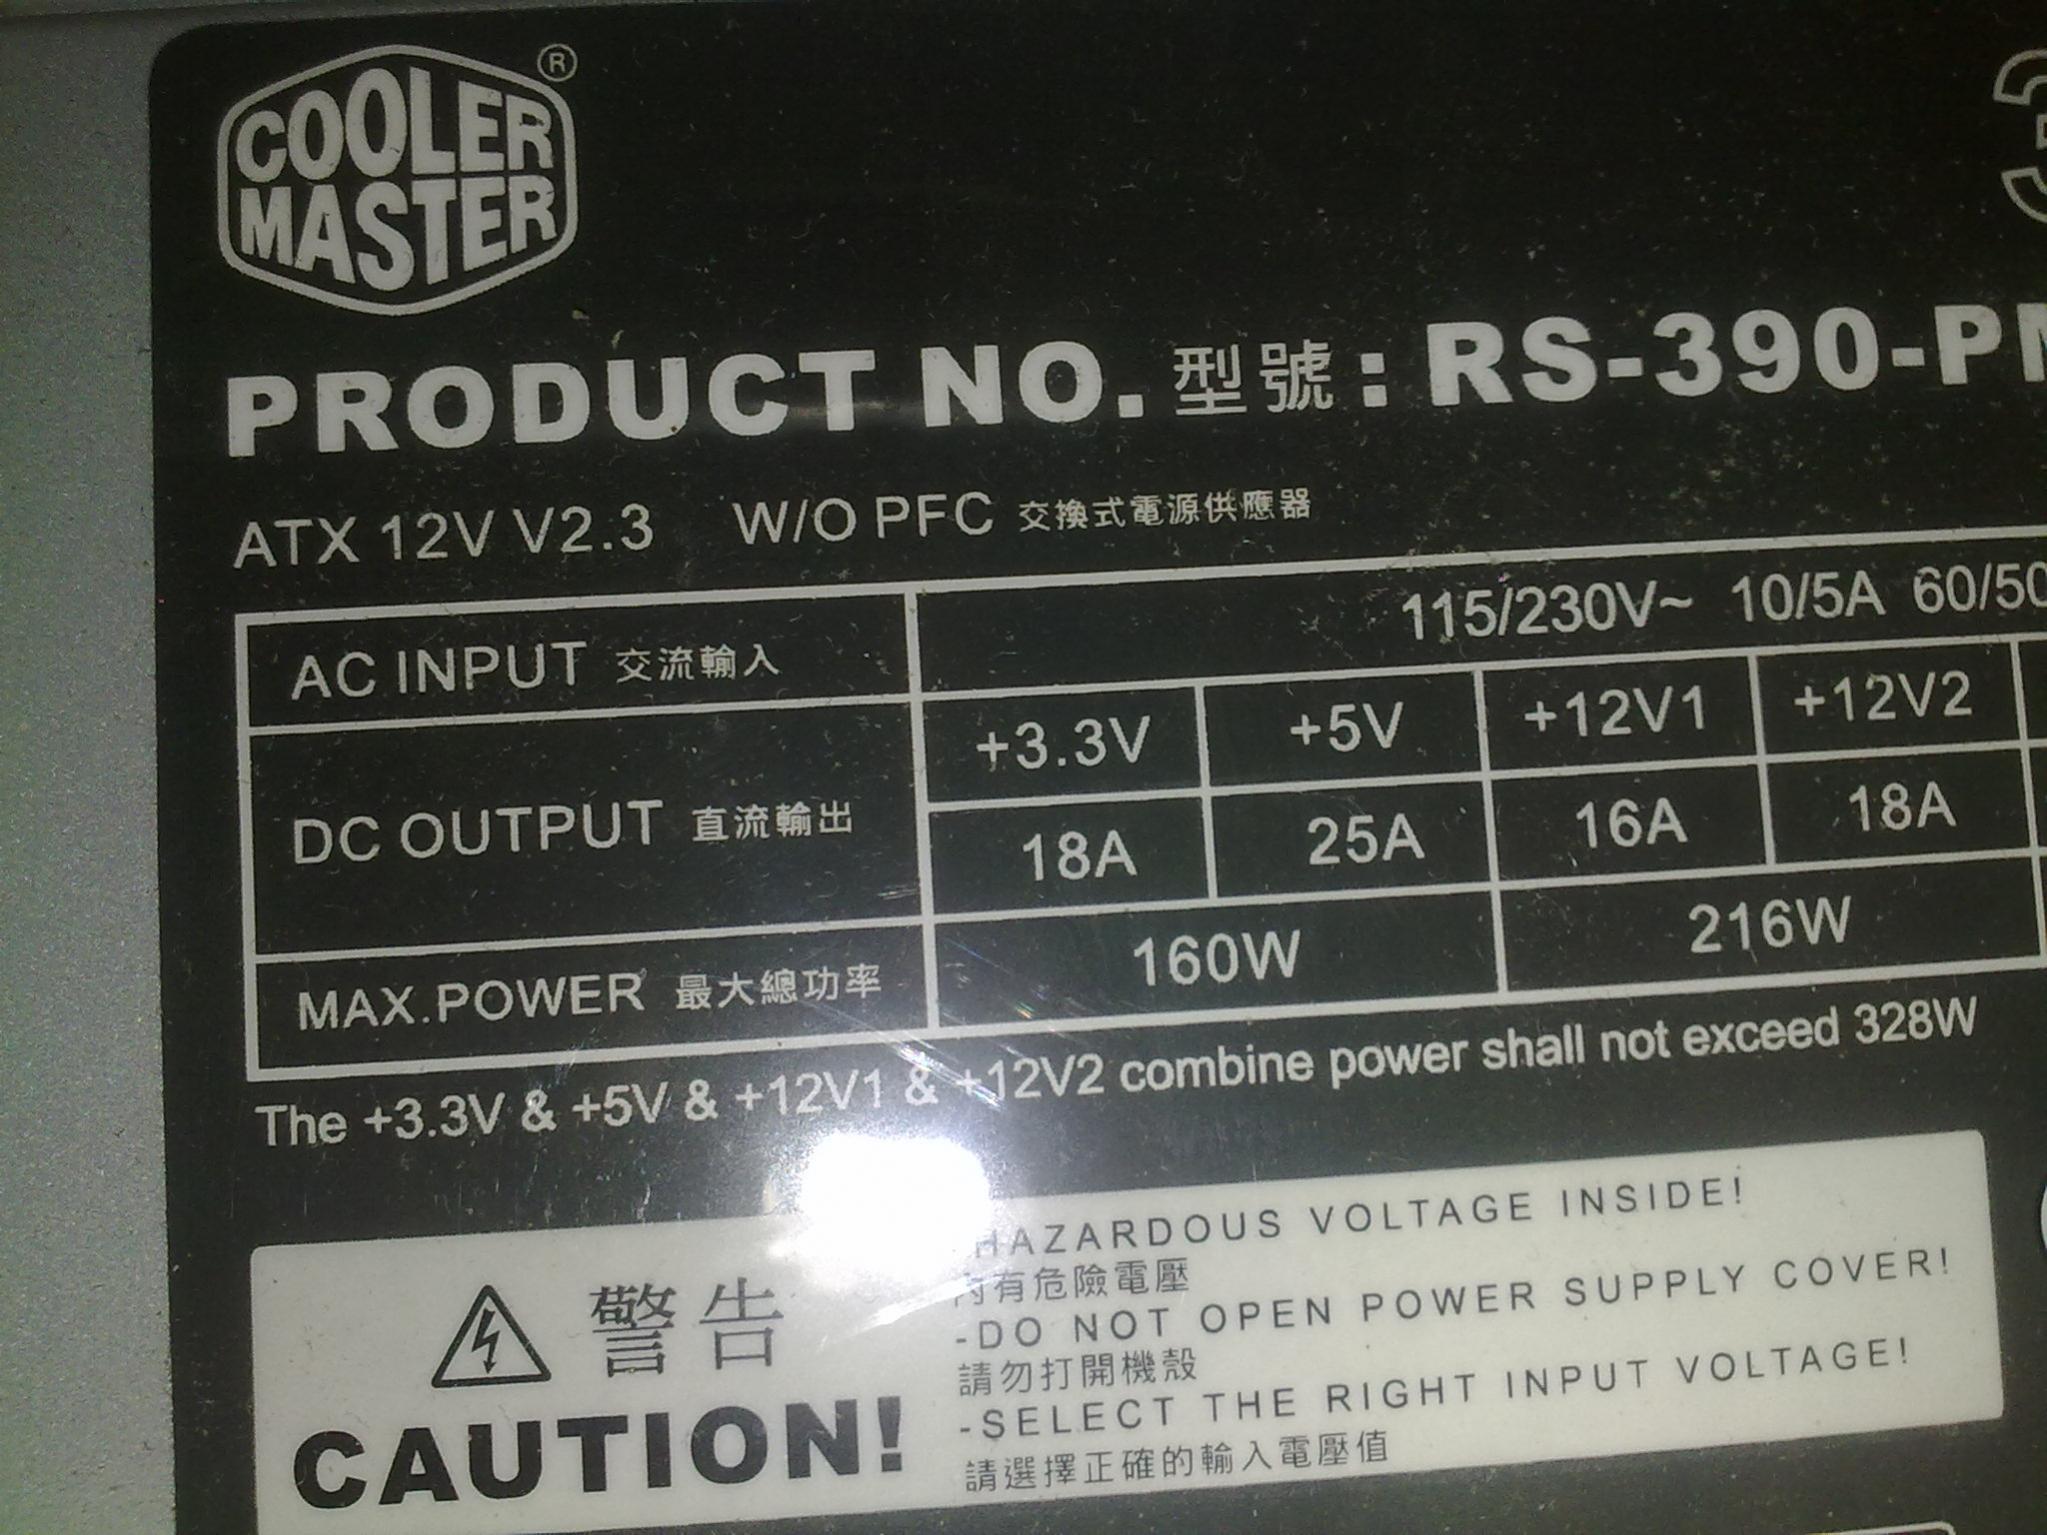 COOLER ®
MASTER
3
PRODUCT NO. 型號 : RS-390-PM
ATX 12V V2.3 W/O PFC 交換式電源供應器
AC INPUT 交流輸入 115/230V~ 10/5A 60/50
+3.3V +5V +12V1 +12V2
DC OUTPUT 直流輸出
18A 25A 16A 18A
MAX.POWER 最大總功率 160W 216W
The +3.3V & +5V & +12V1 & +12V2 combine power shall not exceed 328W
警告
CAUTION!
-HAZARDOUS VOLTAGE INSIDE!
內有危險電壓
-DO NOT OPEN POWER SUPPLY COVER!
請勿打開機殼
-SELECT THE RIGHT INPUT VOLTAGE!
請選擇正確的輸入電壓值